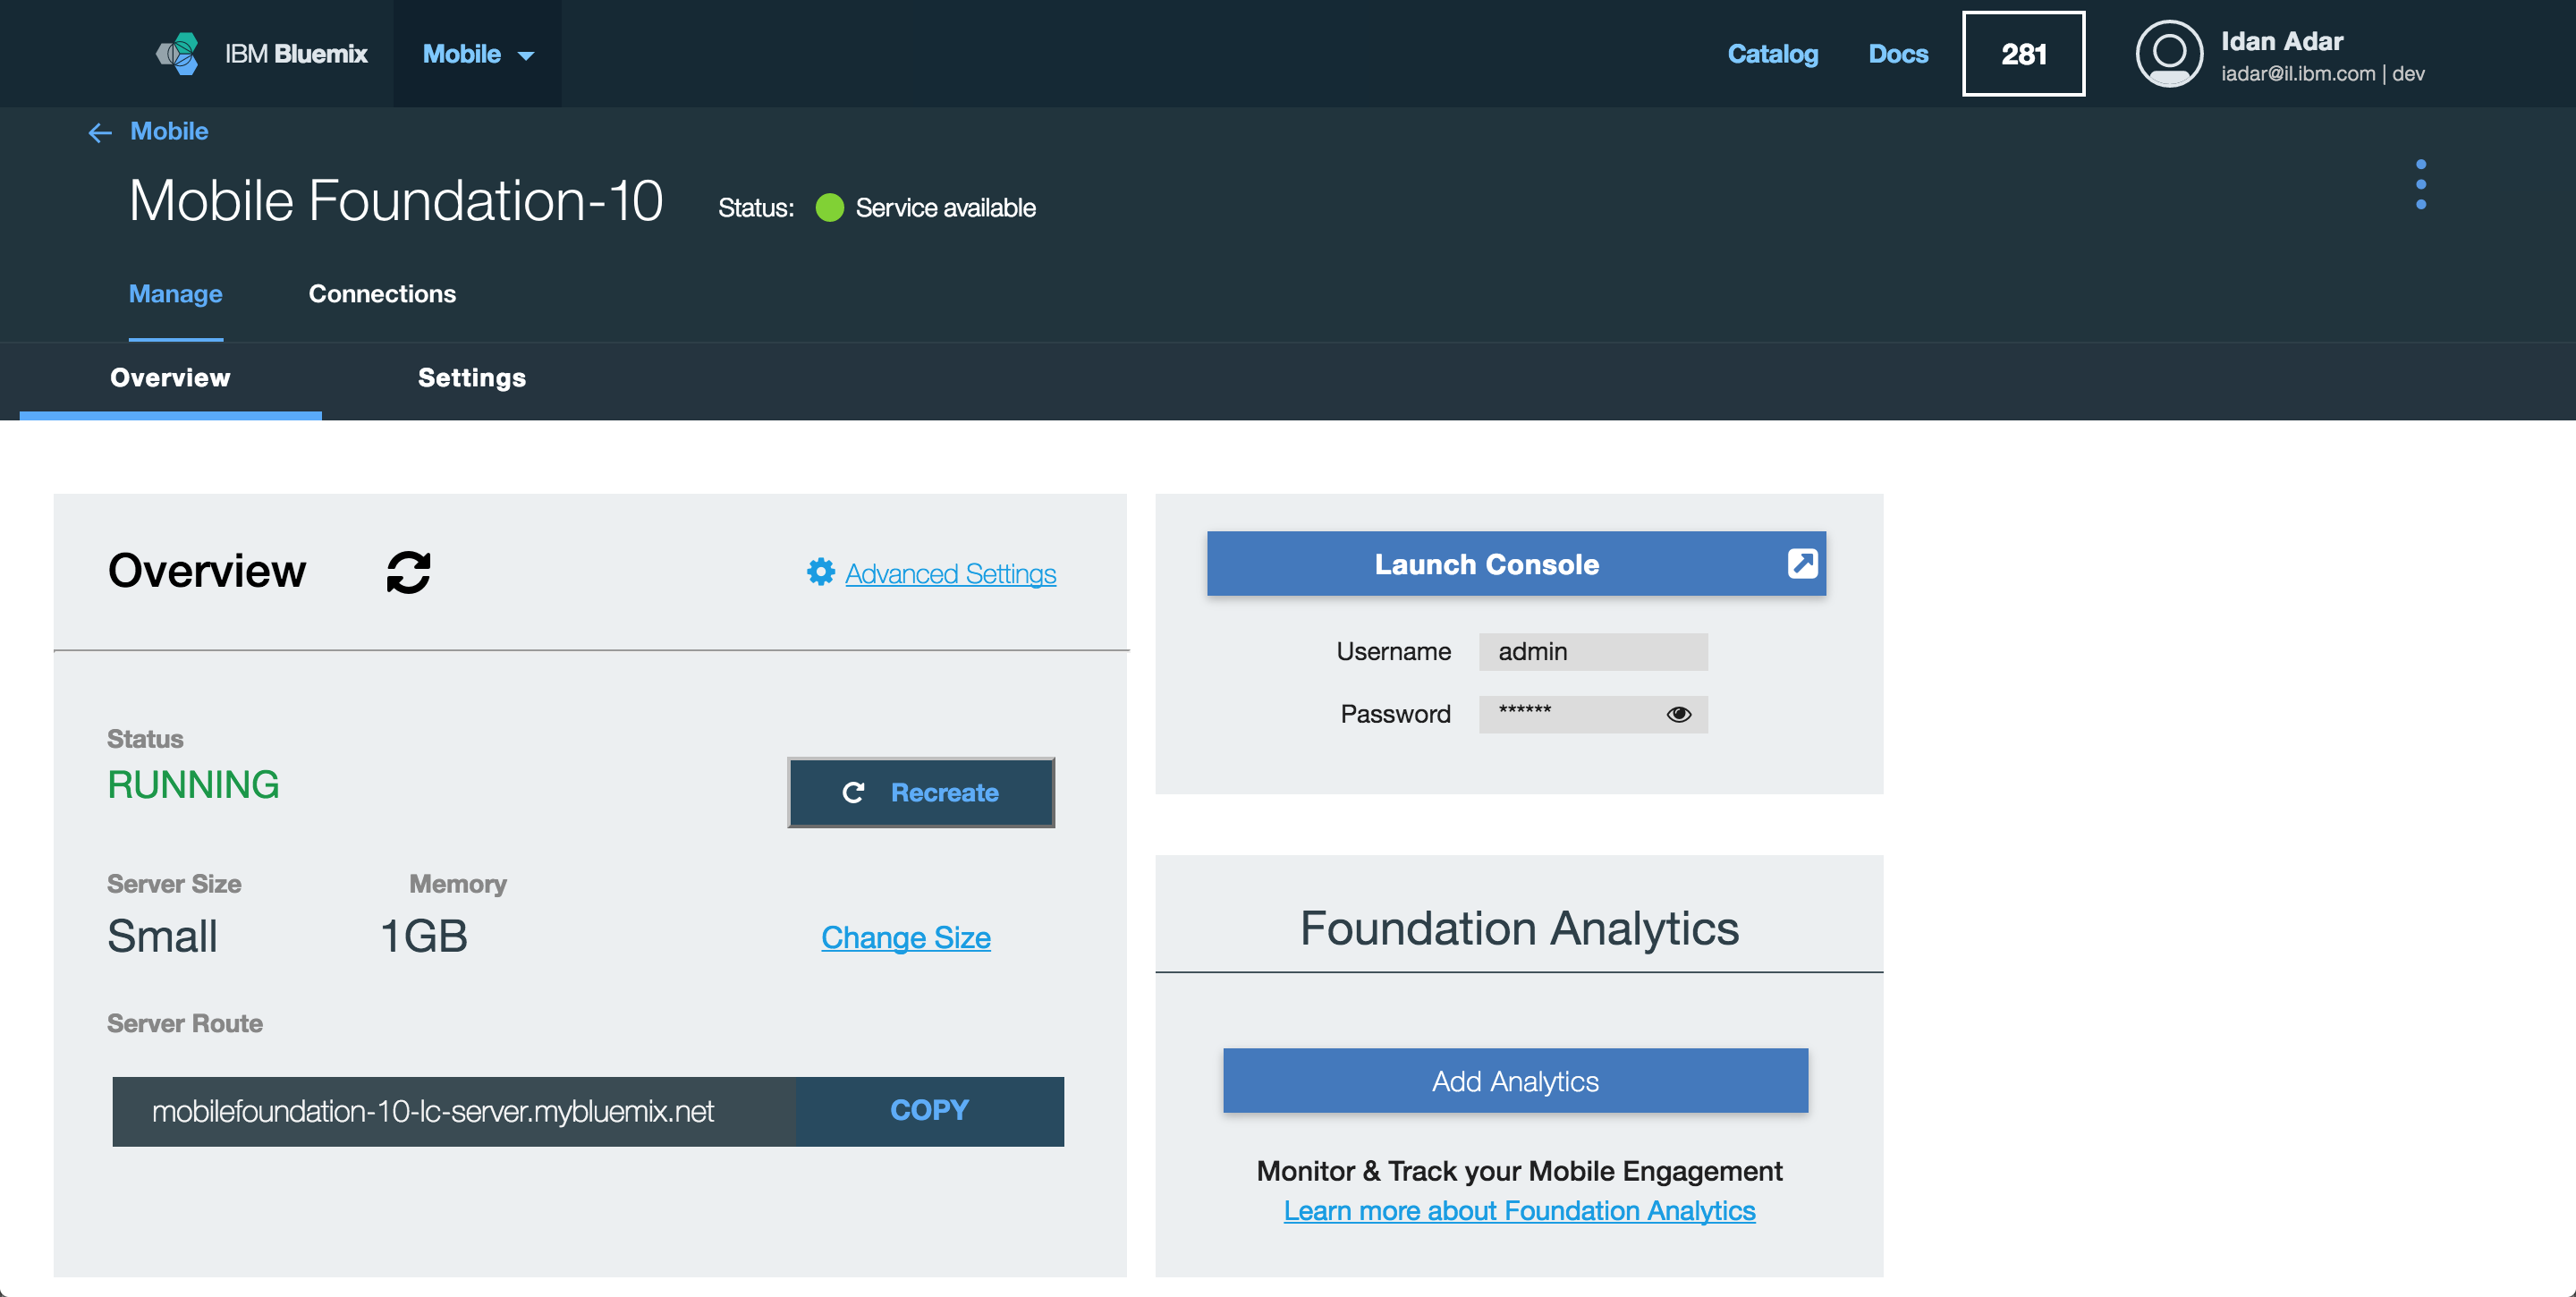 IBM Bluemix
Mobile
Catalog
Docs
281
Idan Adar
iadar@il.ibm.com | dev
Mobile
Mobile Foundation-10
Status:
Service available
Manage
Connections
Overview
Settings
Overview
Advanced Settings
Status
RUNNING
Recreate
Server Size
Memory
Small
1GB
Change Size
Server Route
mobilefoundation-10-lc-server.mybluemix.net
COPY
Launch Console
Username
admin
Password
******
Foundation Analytics
Add Analytics
Monitor & Track your Mobile Engagement
Learn more about Foundation Analytics